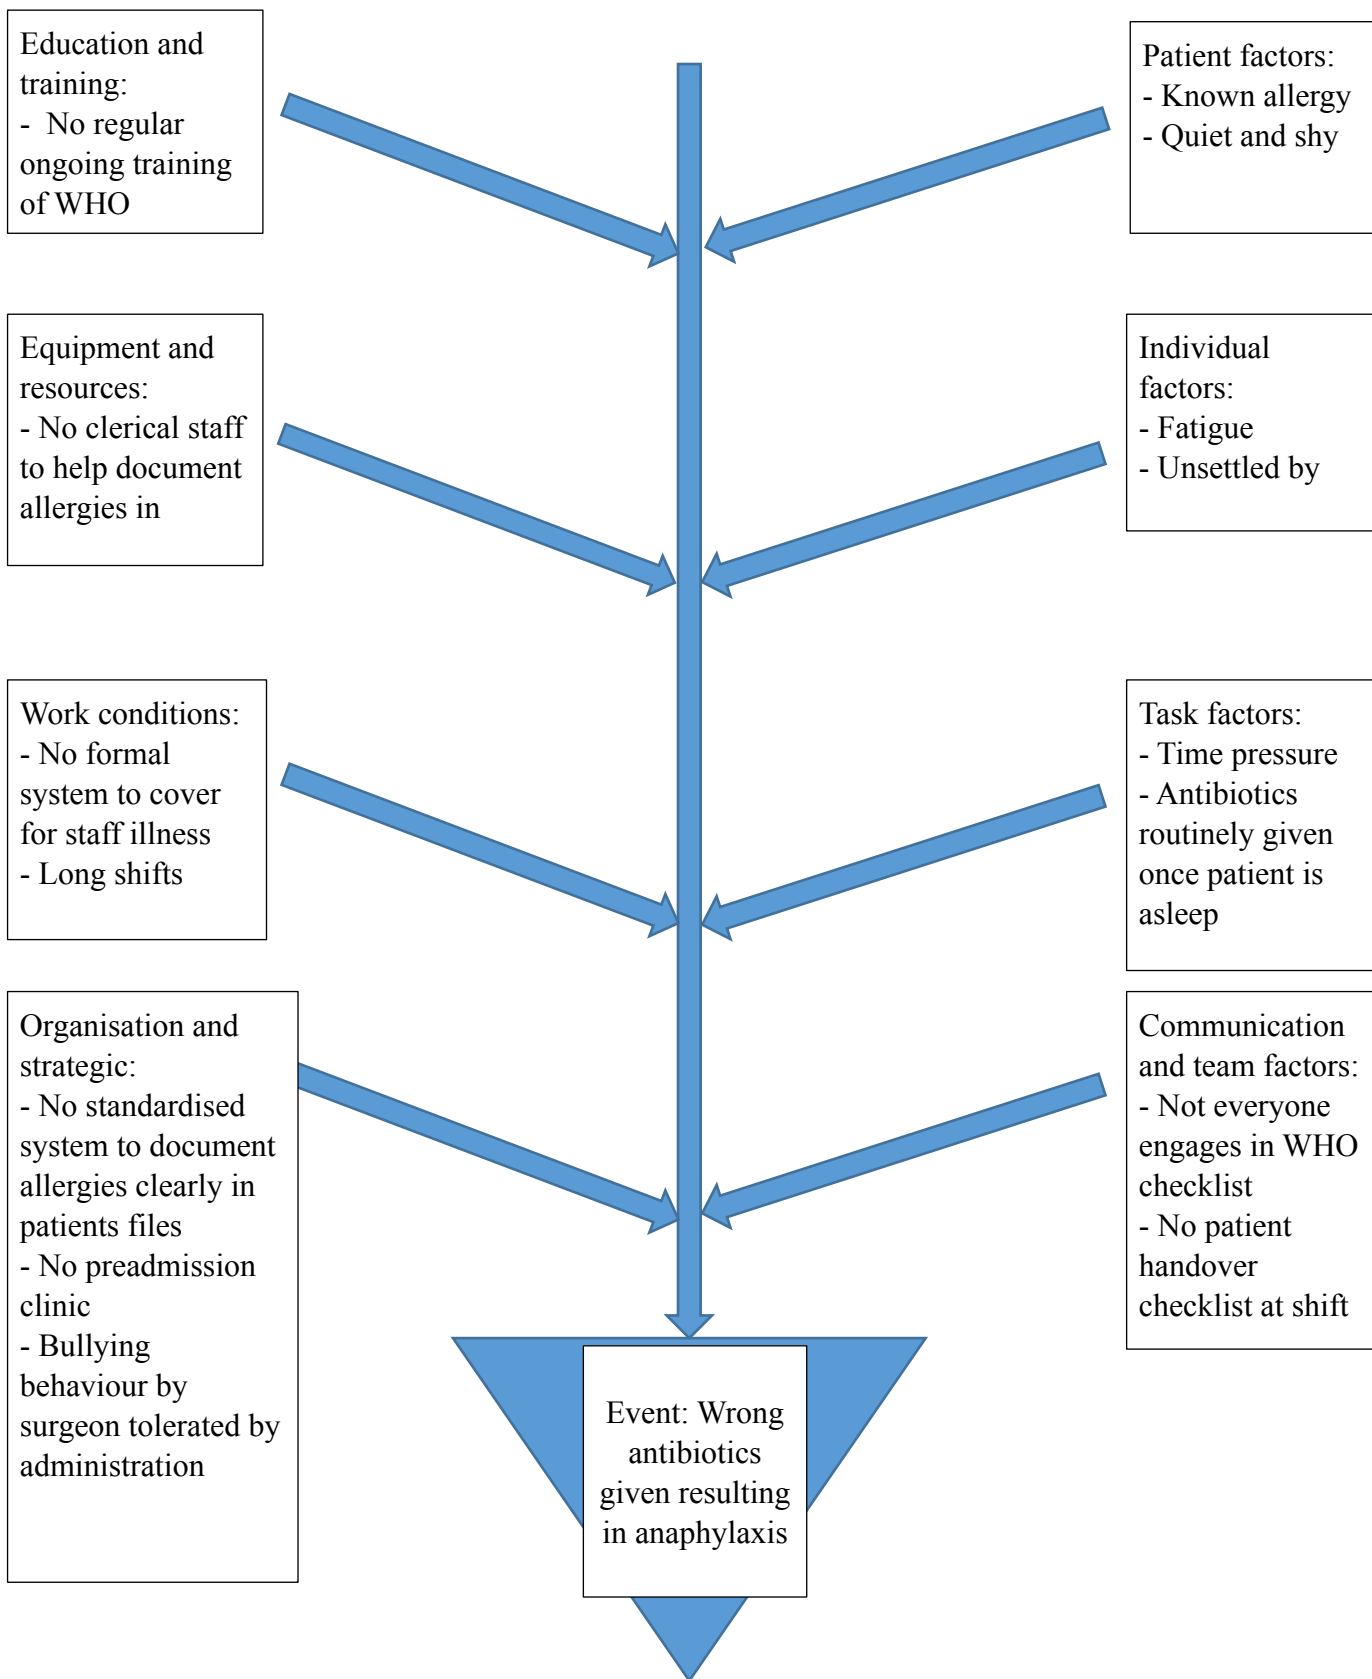 Education and
training:
- No regular
ongoing training
of WHO
Patient factors:
- Known allergy
- Quiet and shy
Equipment and
resources:
- No clerical staff
to help document
allergies in
Individual
factors:
- Fatigue
- Unsettled by
Work conditions:
- No formal
system to cover
for staff illness
- Long shifts
Task factors:
- Time pressure
- Antibiotics
routinely given
once patient is
asleep
Organisation and
strategic:
- No standardised
system to document
allergies clearly in
patients files
- No preadmission
clinic
- Bullying
behaviour by
surgeon tolerated by
administration
Communication
and team factors:
- Not everyone
engages in WHO
checklist
- No patient
handover
checklist at shift
Event: Wrong
antibiotics
given resulting
in anaphylaxis